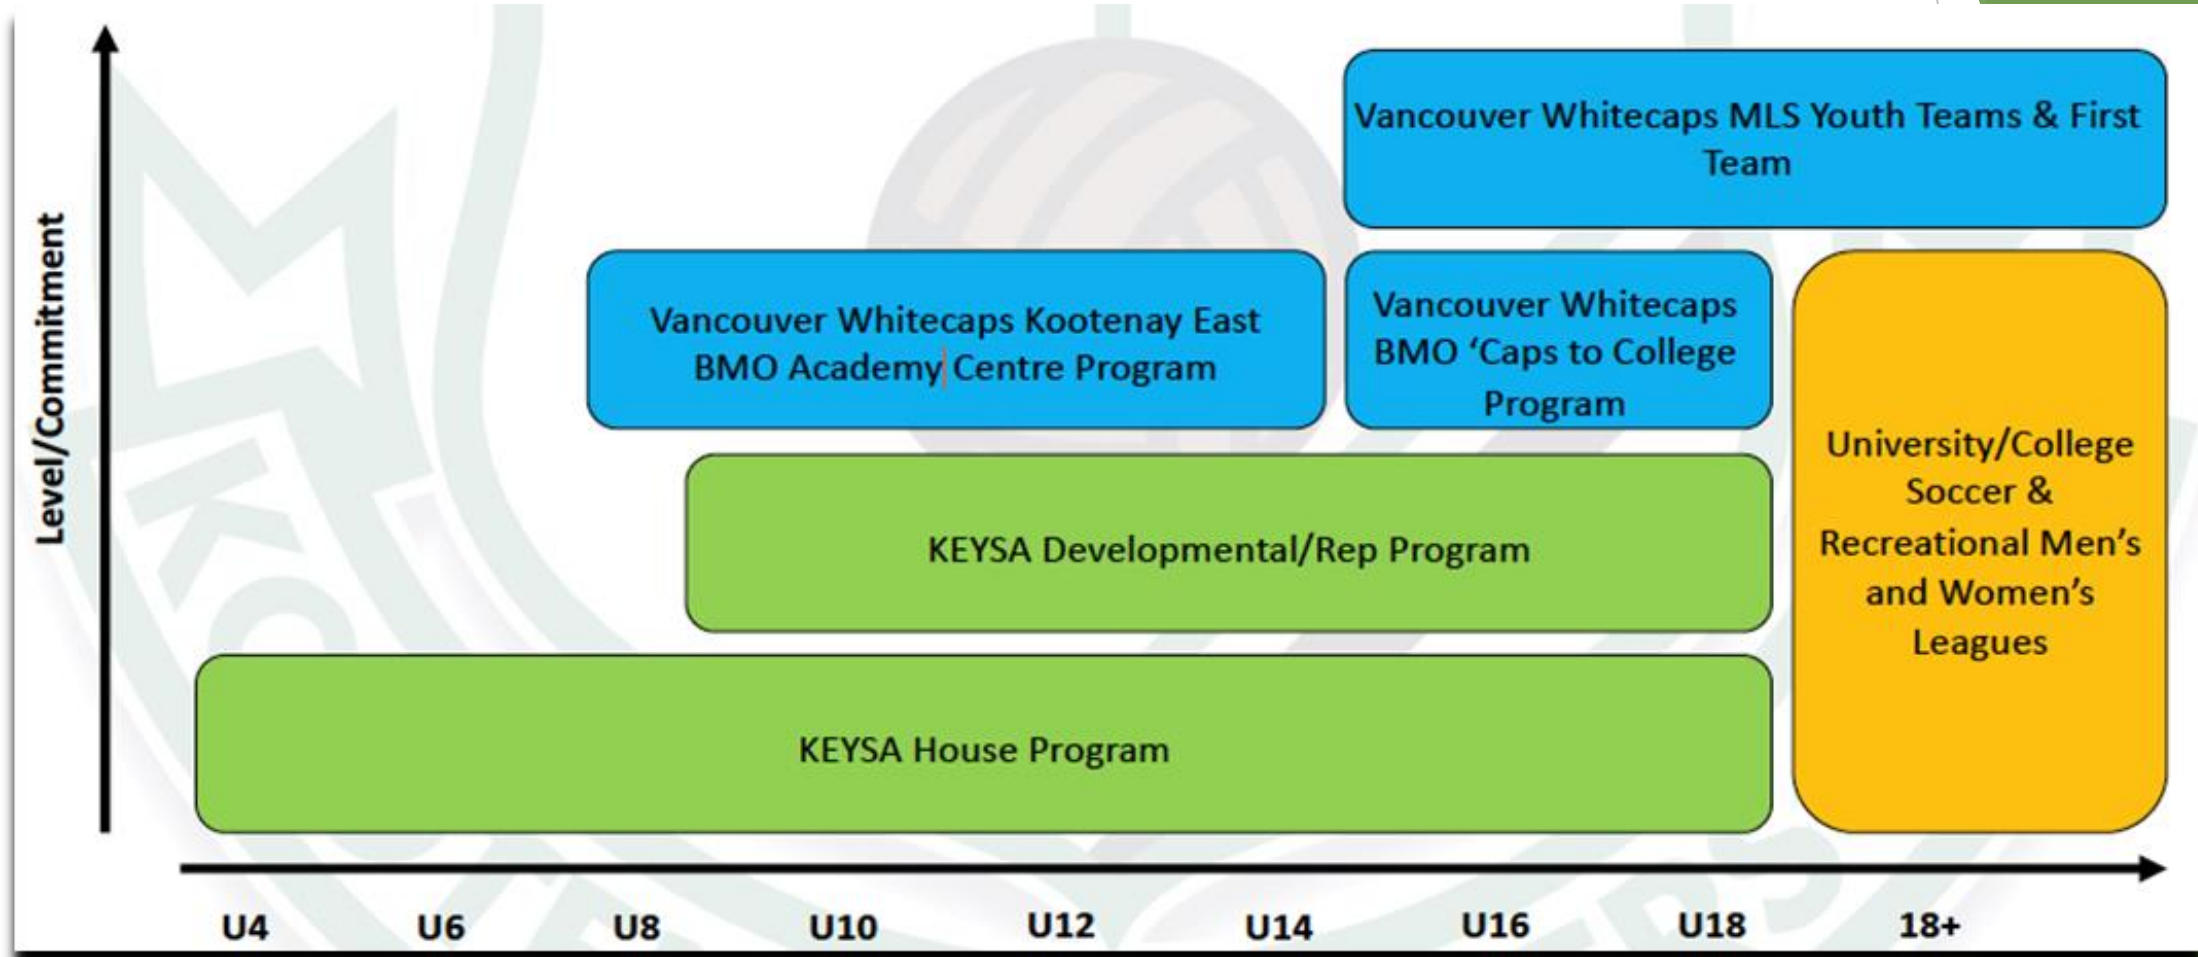 Vancouver Whitecaps MLS Youth Teams & First
Team
Level/Commitment
Vancouver Whitecaps Kootenay East
BMO Academy Centre Program
Vancouver Whitecaps
BMO ‘Caps to College
Program
University/College
Soccer &
Recreational Men’s
and Women’s
Leagues
KEYSA Developmental/Rep Program
KEYSA House Program
U4 U6 U8 U10 U12 U14 U16 U18 18+